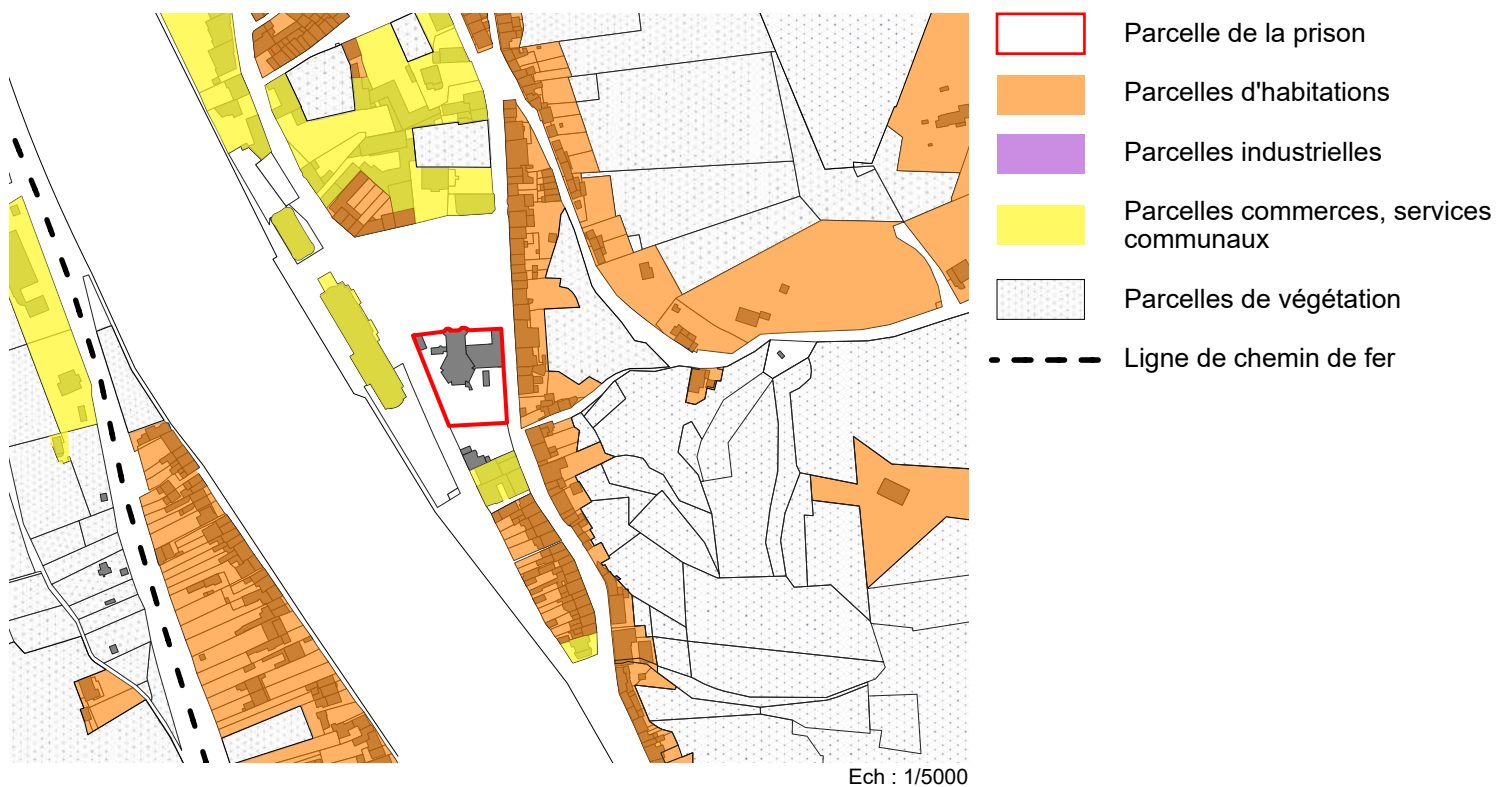 Parcelle de la prison
Parcelles d'habitations
Parcelles industrielles
Parcelles commerces, services
communaux
Parcelles de végétation
Ligne de chemin de fer
Ech : 1/5000